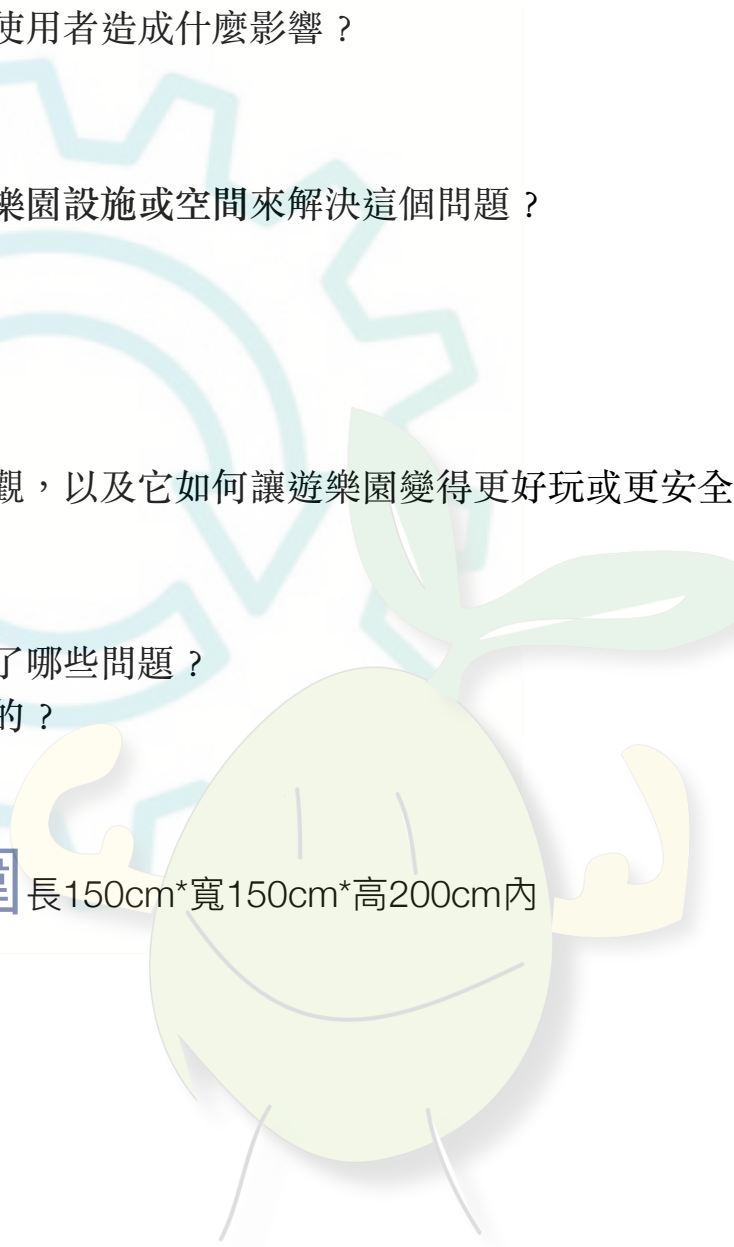 使用者造成什麼影響？
樂園設施或空間來解決這個問題？
觀，以及它如何讓遊樂園變得更好玩或更安全
了哪些問題？
的？
長150cm*寬150cm*高200cm內